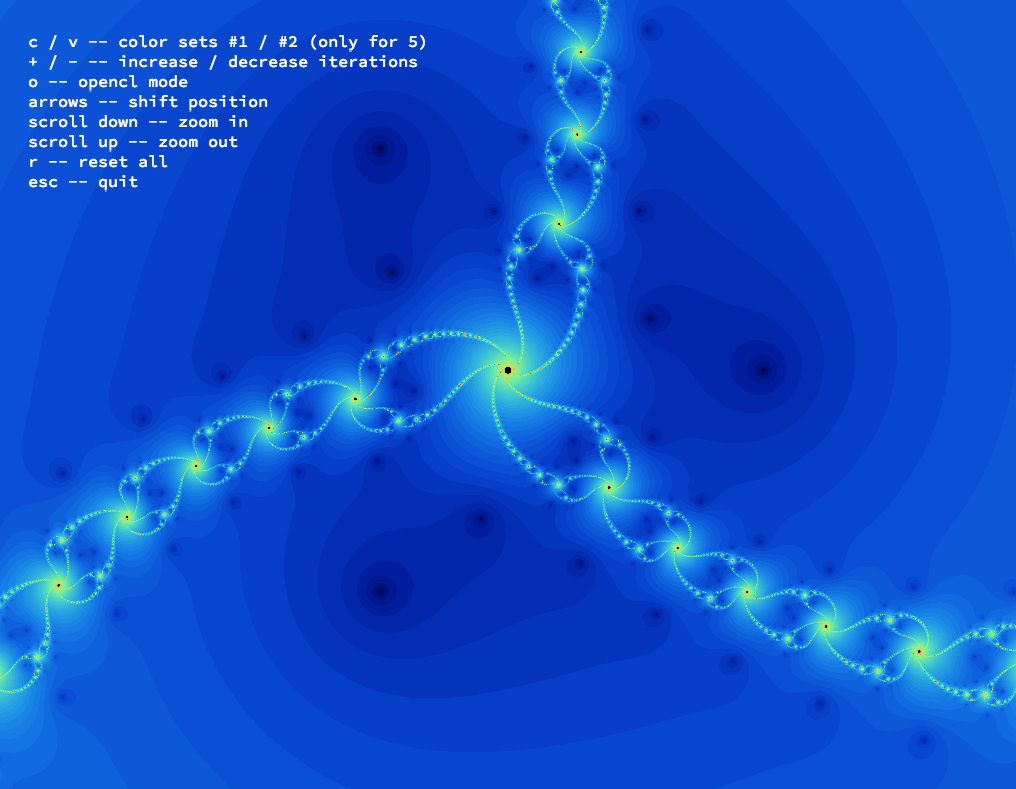 c / v -- color sets #1 / #2 (only for 5)
+ / - -- increase / decrease iterations
o -- opencl mode
arrows -- shift position
scroll down -- zoom in
scroll up -- zoom out
r -- reset all
esc -- quit